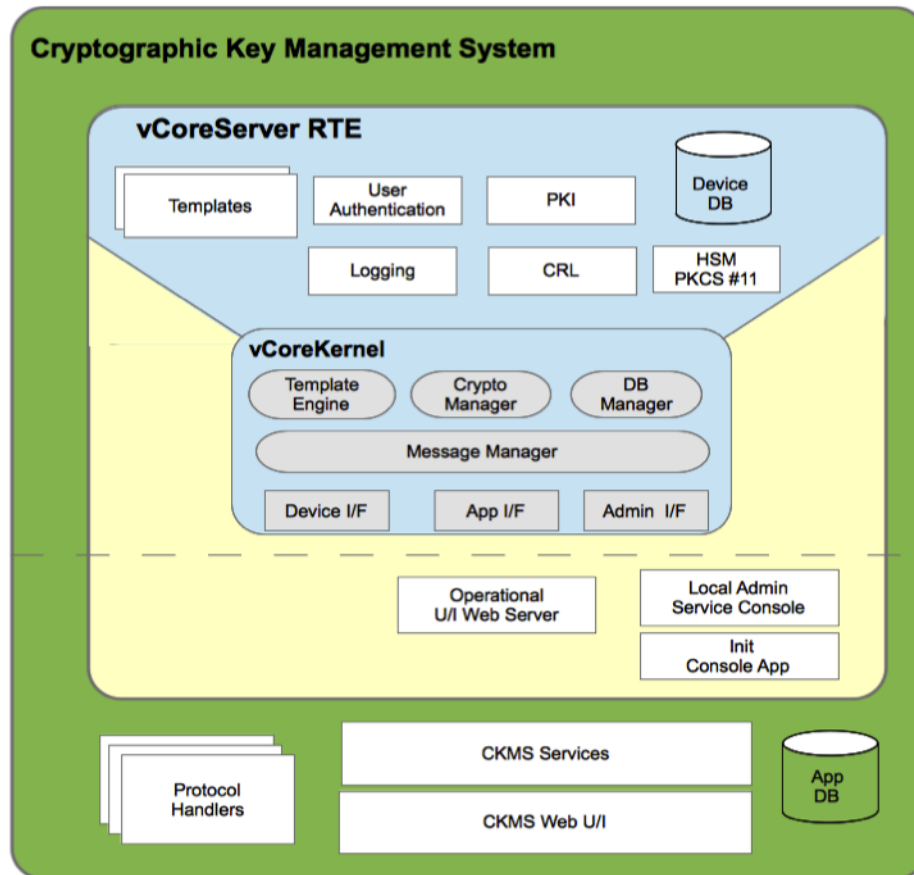 Cryptographic Key Management System
vCoreServer RTE
Templates
User
Authentication
PKI
Device
DB
Logging
CRL
HSM
PKCS #11
vCoreKernel
Template
Engine
Crypto
Manager
DB
Manager
Message Manager
Device I/F
App I/F
Admin I/F
Operational
U/I Web Server
Local Admin
Service Console
Init
Console App
Protocol
Handlers
CKMS Services
CKMS Web U/I
App
DB